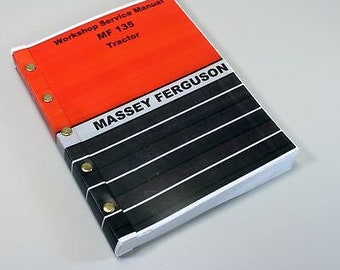 Workshop Service Manual
MF 135
Tractor
MASSEY FERGUSON